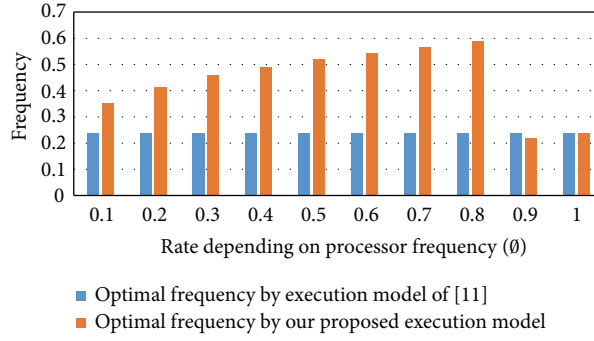 0.7
0.6
0.5
0.4
0.3
0.2
0.1
0
Frequency
0.1 0.2 0.3 0.4 0.5 0.6 0.7 0.8 0.9 1
Rate depending on processor frequency (Ø)
Optimal frequency by execution model of [11]
Optimal frequency by our proposed execution model